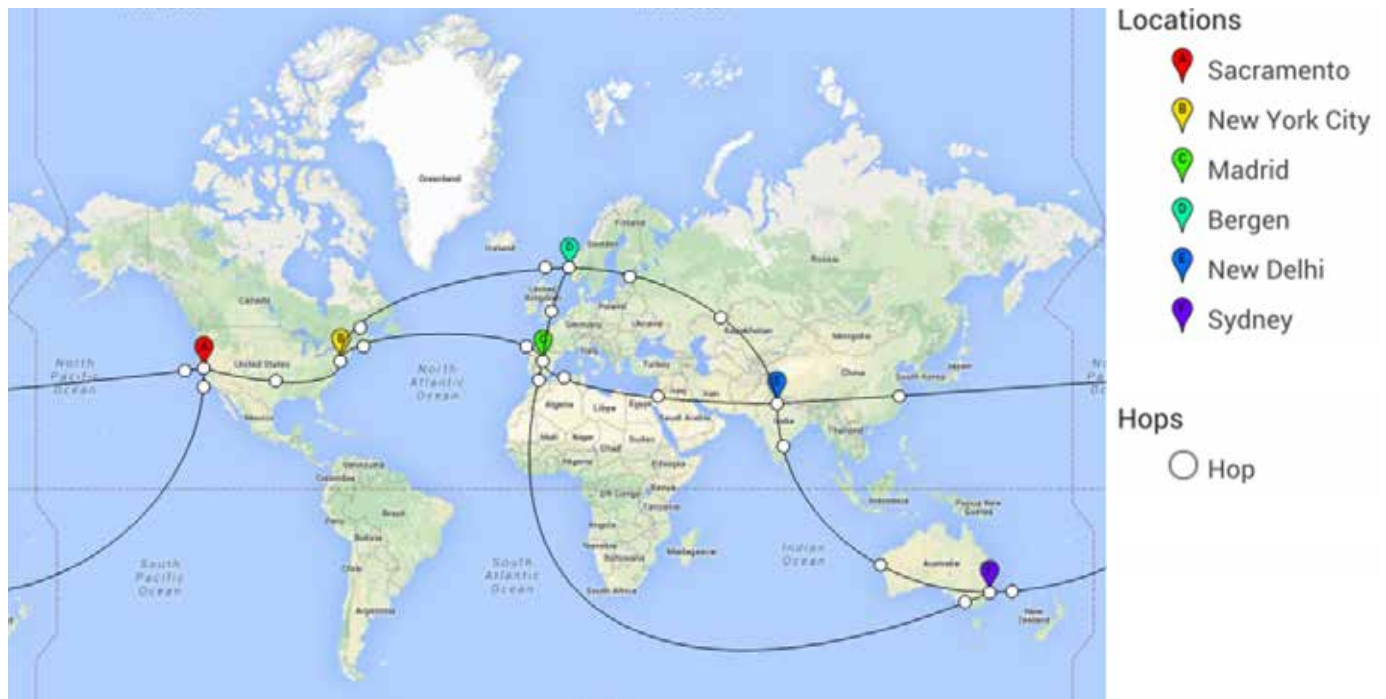 Locations
A Sacramento
B New York City
C Madrid
D Bergen
E New Delhi
Sydney
Hops
Hop
Greenland
Iceland
Finland
Sweden
Russia
Canada
United
Kingdom
Poland
Germany
Ukraine
Kazakhstan
Mongolia
Italy
Turkey
China
South Korea
Japan
United States
North
Pacific
Ocean
North
Atlantic
Ocean
Iraq
Iran
Algeria
Libya
Egypt
Saudi Arabia
Mexico
India
Thailand
Mali
Niger
Chad
Sudan
Nigeria
Ethiopia
Venezuela
Colombia
DR Congo
Kenya
Tanzania
Indonesia
Papua New
Guinea
Peru
Brazil
Bolivia
Angola
Namibia
Botswana
Madagascar
Indian
Ocean
Australia
South
Pacific
Ocean
Chile
South
Atlantic
Ocean
South Africa
Argentina
New
Zealand